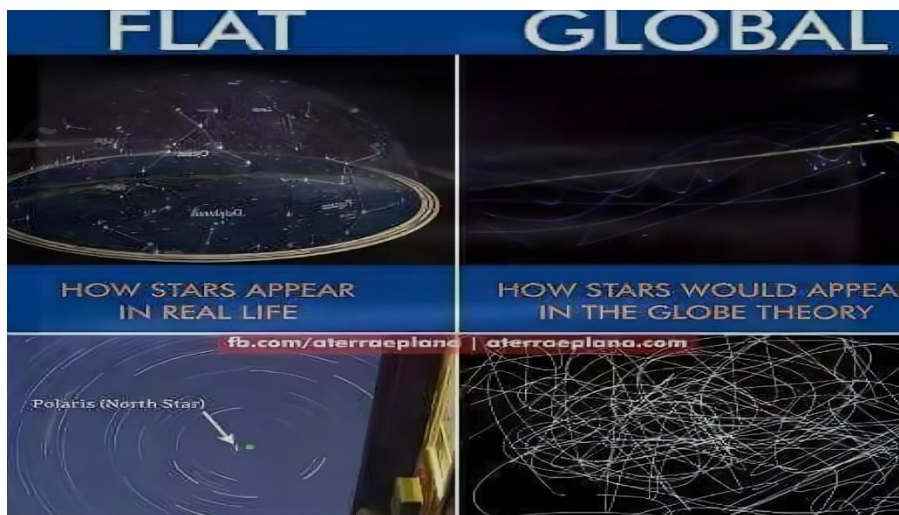 FLAT
GLOBAL
HOW STARS APPEAR
IN REAL LIFE
HOW STARS WOULD APPEA
IN THE GLOBE THEORY
fb.com/aterraeplana | aterraeplana.com
Polaris (North Star)